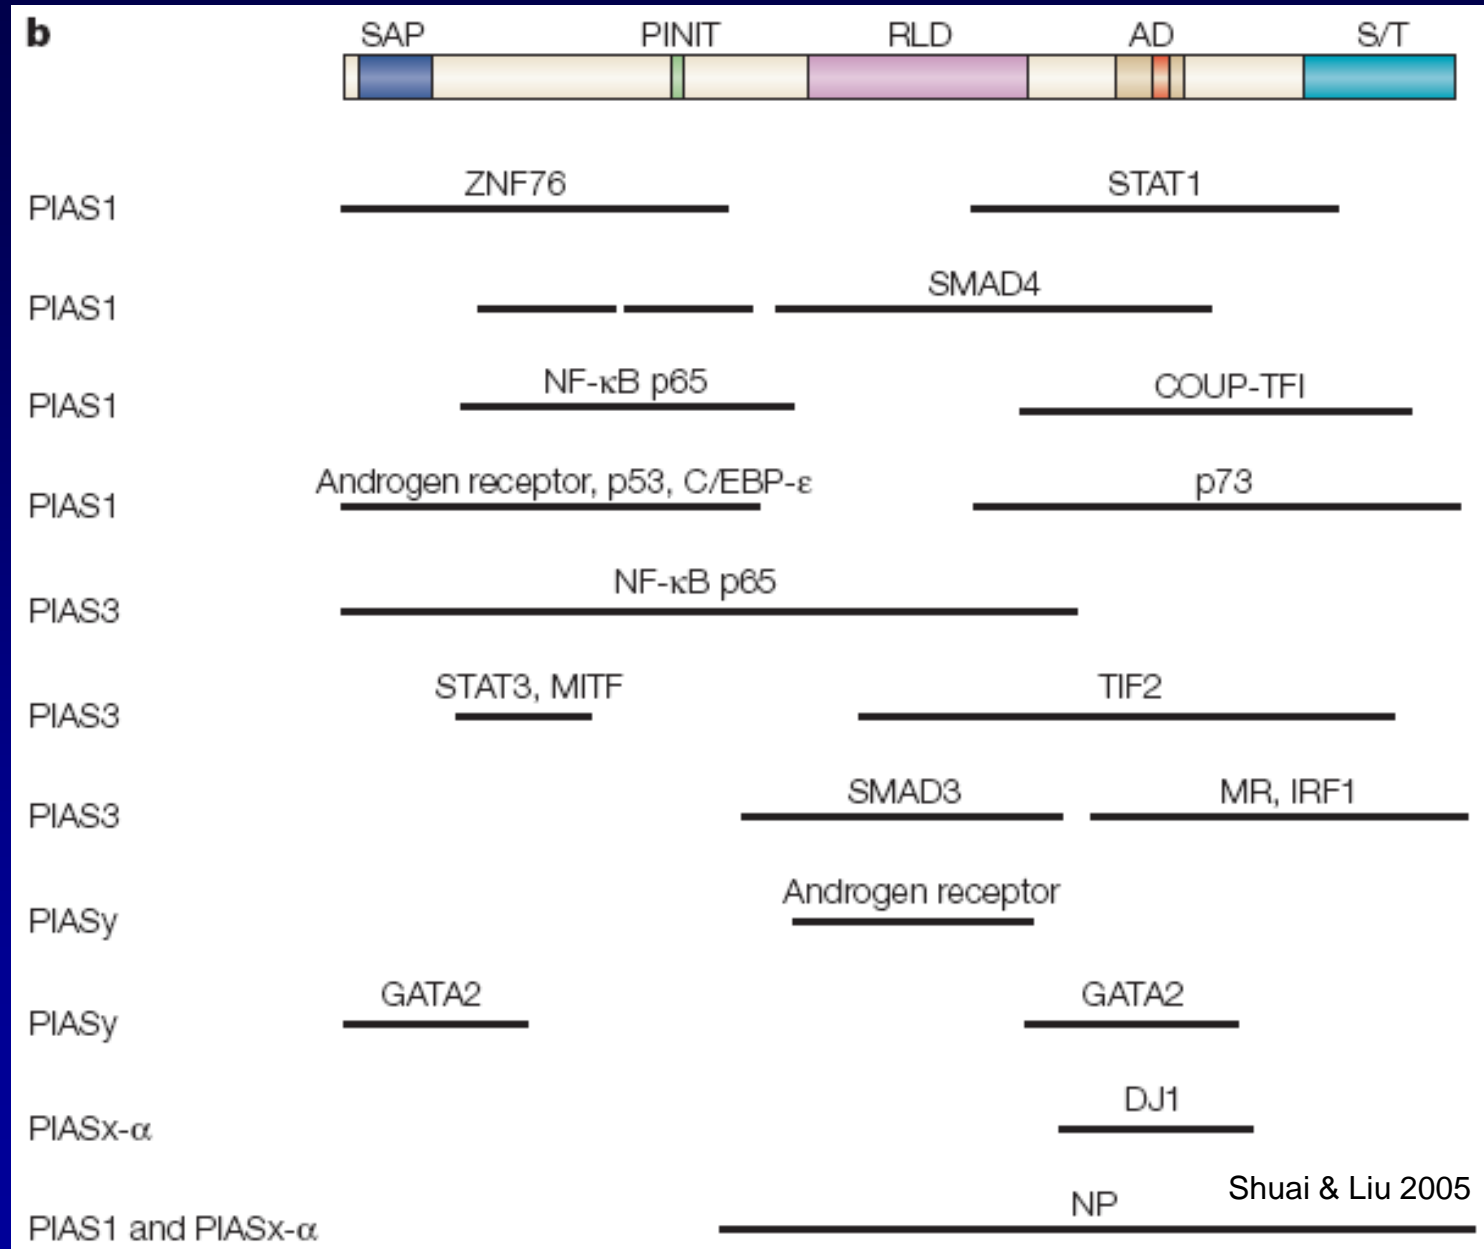 b
SAP PINIT RLD AD S/T
ZNF76 STAT1
PIAS1
SMAD4
PIAS1
NF-κB p65 COUP-TFI
PIAS1
Androgen receptor, p53, C/EBP-ε p73
PIAS1
NF-κB p65
PIAS3
STAT3, MITF TIF2
PIAS3
SMAD3 MR, IRF1
PIAS3
Androgen receptor
PIASy
GATA2 GATA2
PIASy
DJ1
PIASx-α
Shuai & Liu 2005
NP
PIAS1 and PIASx-α